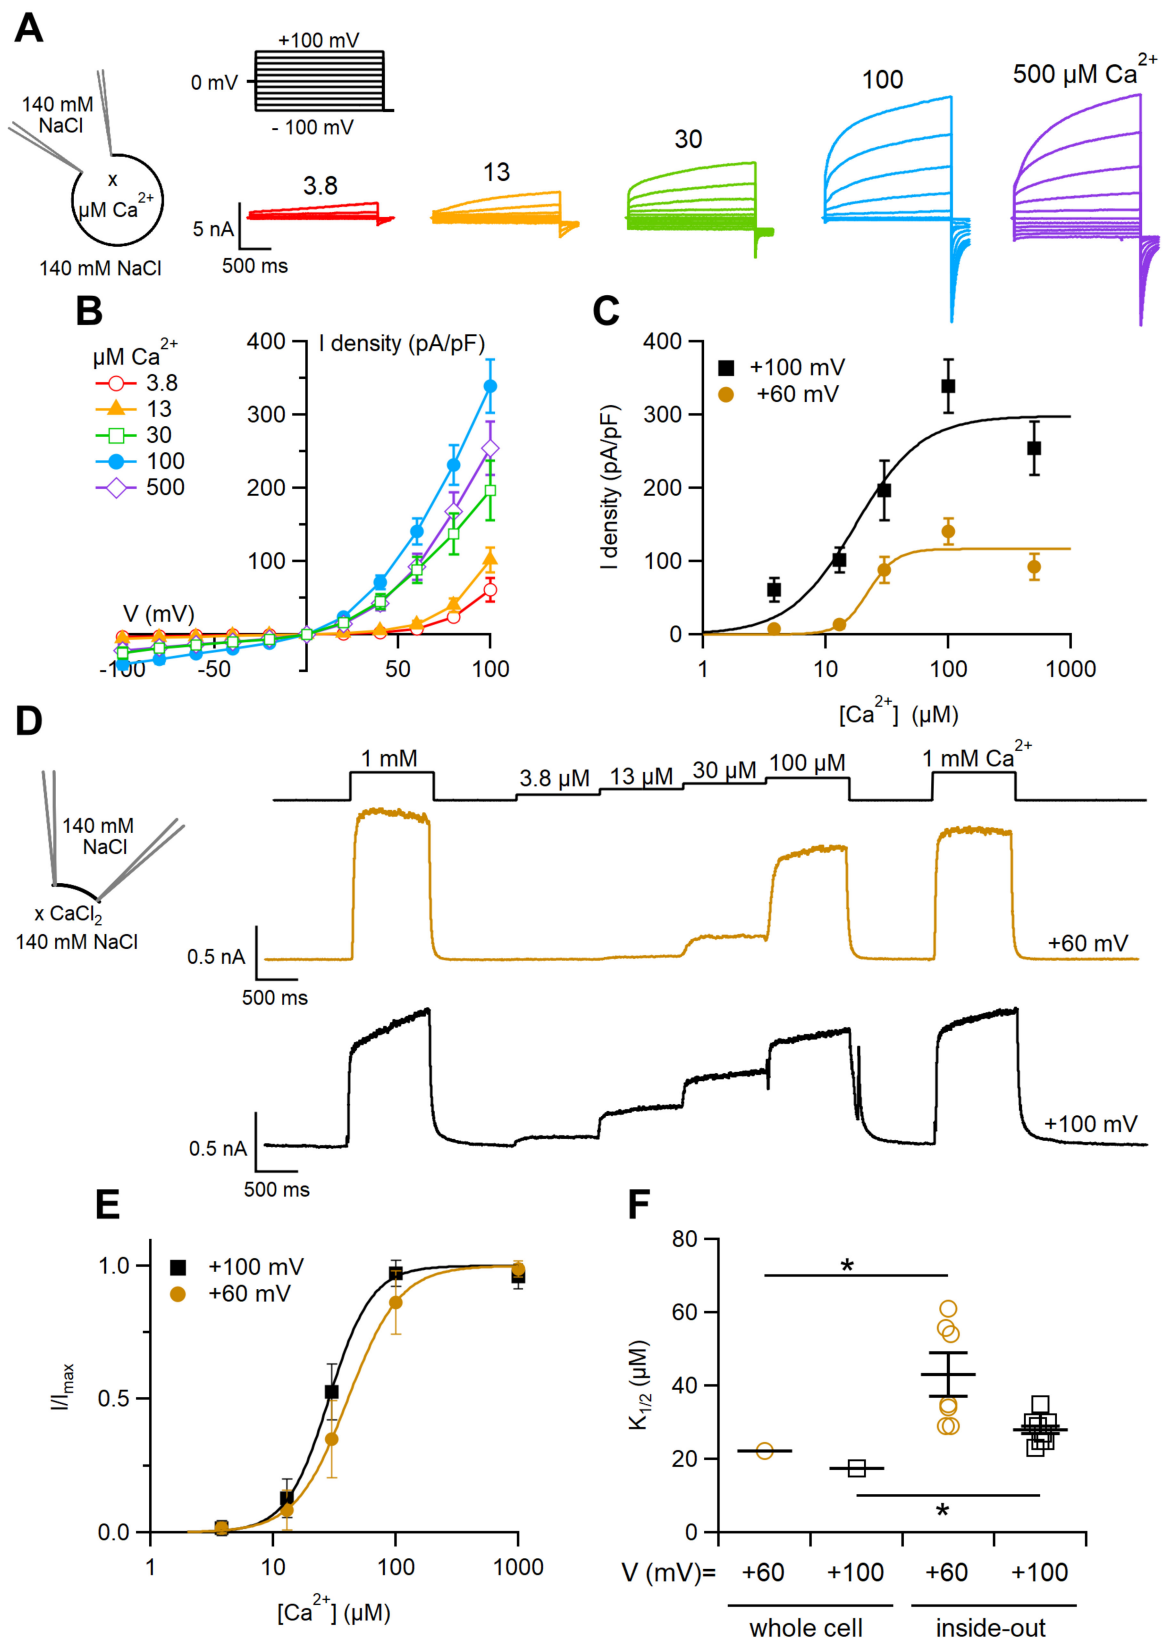 A
+100 mV
0 mV
- 100 mV
140 mM
NaCl
x
µM Ca2+
140 mM NaCl
5 nA
500 ms
3.8
13
30
100
500 µM Ca2+
B
µM Ca2+
3.8
13
30
100
500
I density (pA/pF)
400
300
200
100
V (mV)
-100
-50
50
100
C
+100 mV
+60 mV
I density (pA/pF)
400
300
200
100
0
1
10
100
1000
[Ca2+] (µM)
D
140 mM
NaCl
x CaCl2
140 mM NaCl
1 mM
3.8 µM
13 µM
30 µM
100 µM
1 mM Ca2+
0.5 nA
500 ms
+60 mV
0.5 nA
500 ms
+100 mV
E
+100 mV
+60 mV
I/Imax
1.0
0.5
0.0
1
10
100
1000
[Ca2+] (µM)
F
K1/2 (µM)
80
60
40
20
0
*
*
V (mV)=
+60
+100
+60
+100
whole cell
inside-out